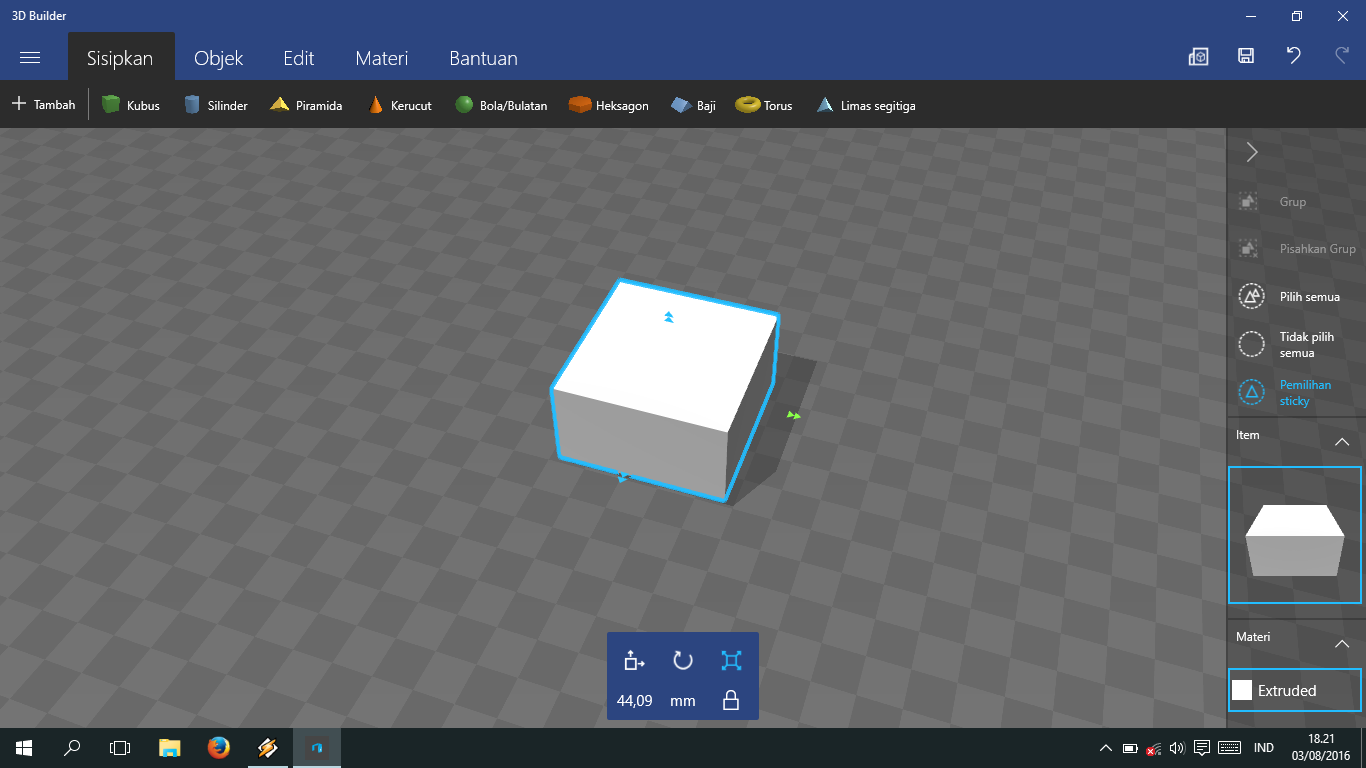 3D Builder
Sisipkan
Objek
Edit
Materi
Bantuan
Tambah
Kubus
Silinder
Piramida
Kerucut
Bola/Bulatan
Heksagon
Baji
Torus
Limas segitiga
Grup
Pisahkan Grup
Pilih semua
Tidak pilih
semua
Pemilihan
sticky
Item
Materi
Extruded
44,09 mm
IND
18.21
03/08/2016